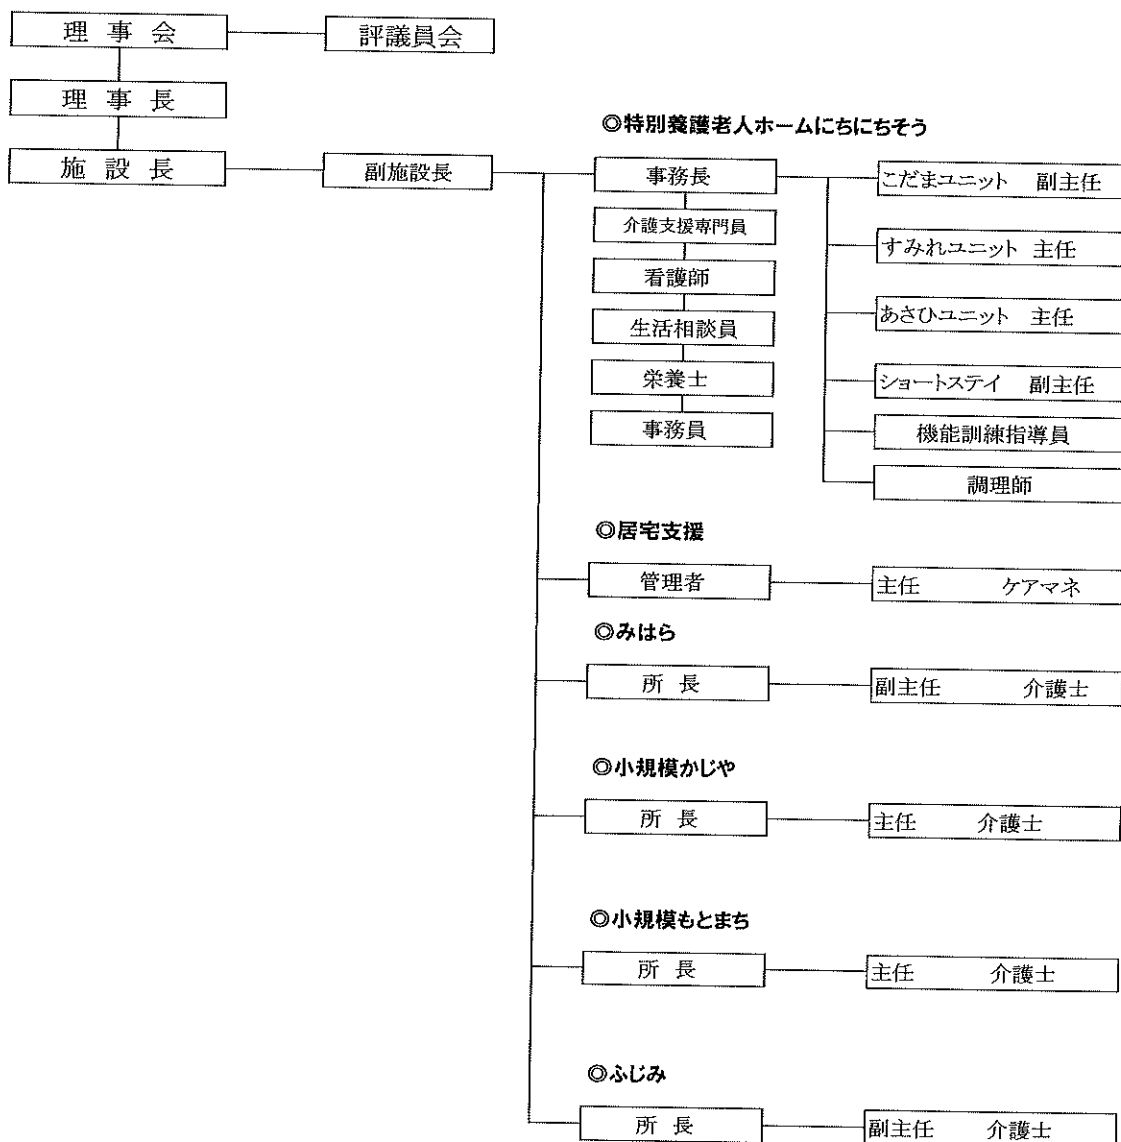 理 事 会 評議員会
理 事 長
◎特別養護老人ホームにちにちそう
施 設 長 副施設長 事務長 こだまユニット 副主任
介護支援専門員
すみれユニット 主任
看護師
生活相談員 あさひユニット 主任
栄養士 ショートステイ 副主任
事務員 機能訓練指導員
調理師
◎居宅支援
管理者 主任 ケアマネ
◎みはら
所 長 副主任 介護士
◎小規模かじや
所 長 主任 介護士
◎小規模もとまち
所 長 主任 介護士
◎ふじみ
所 長 副主任 介護士